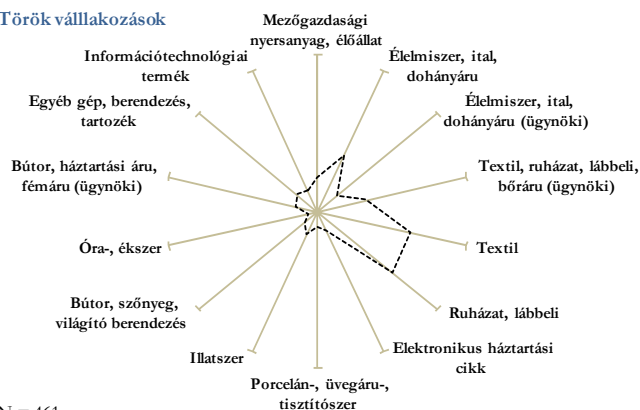 Török válllakozások
Mezőgazdasági
nyersanyag, élőállat
Élelmiszer, ital,
dohányáru
Élelmiszer, ital,
dohányáru (ügynöki)
Textil, ruházat, lábbeli,
bőráru (ügynöki)
Textil
Ruházat, lábbeli
Elektronikus háztartási
cikk
Porcelán-, üvegáru-,
tisztítószer
Illatszer
Bútor, szőnyeg,
világító berendezés
Óra-, ékszer
Bútor, háztartási áru,
fémáru (ügynöki)
Egyéb gép, berendezés,
tartozék
Információtechnológiai
termék
N = 461